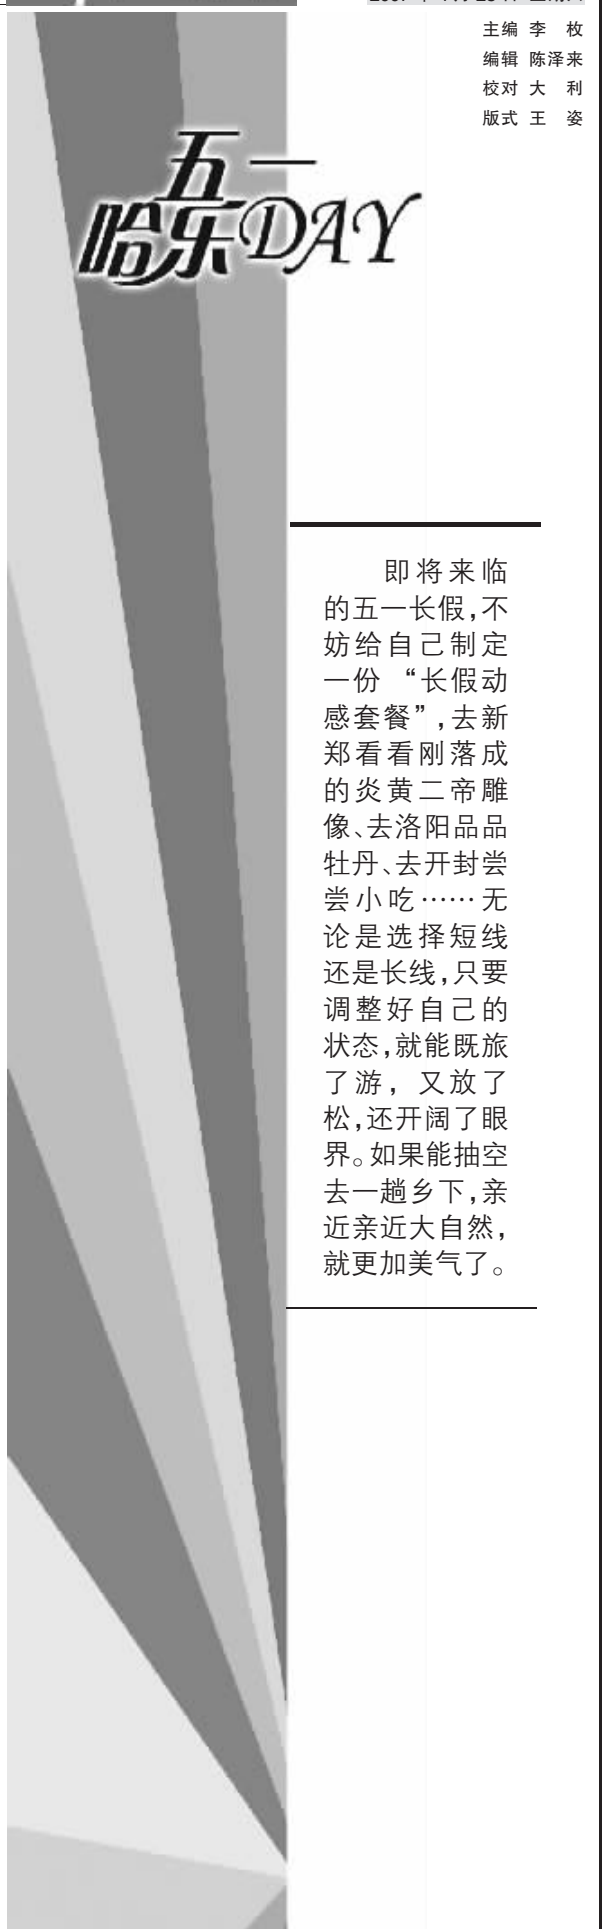 主编 李 枚
编辑 陈泽来
校对 大 利
版式 王 姿
五一
哈乐DAY
即将来临
的五一长假,不
妨给自己制定
一份 “长假动
感套餐”,去新
郑看看刚落成
的炎黄二帝雕
像、去洛阳品品
牡丹、去开封尝
尝小吃……无
论是选择短线
还是长线,只要
调整好自己的
状态,就能既旅
了游, 又放了
松,还开阔了眼
界。如果能抽空
去一趟乡下,亲
近亲近大自然,
就更加美气了。